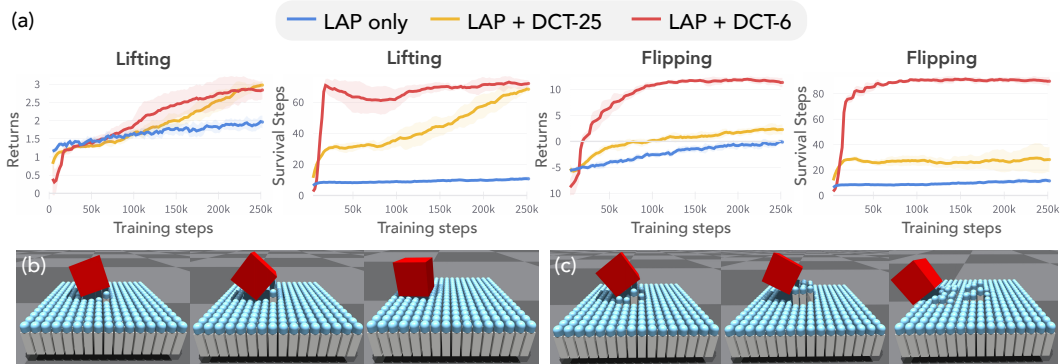 (a)
LAP only LAP + DCT-25 LAP + DCT-6
Lifting
Returns
3
2.5
2
1.5
1
0.5
0
0 50k 100k 150k 200k 250k
Training steps
Lifting
Survival Steps
60
40
20
0
50k 100k 150k 200k 250k
Training steps
Flipping
Returns
10
5
0
-5
-10
50k 100k 150k 200k 250k
Training steps
Flipping
Survival Steps
80
60
40
20
0
50k 100k 150k 200k 250k
Training steps
(b)
(c)